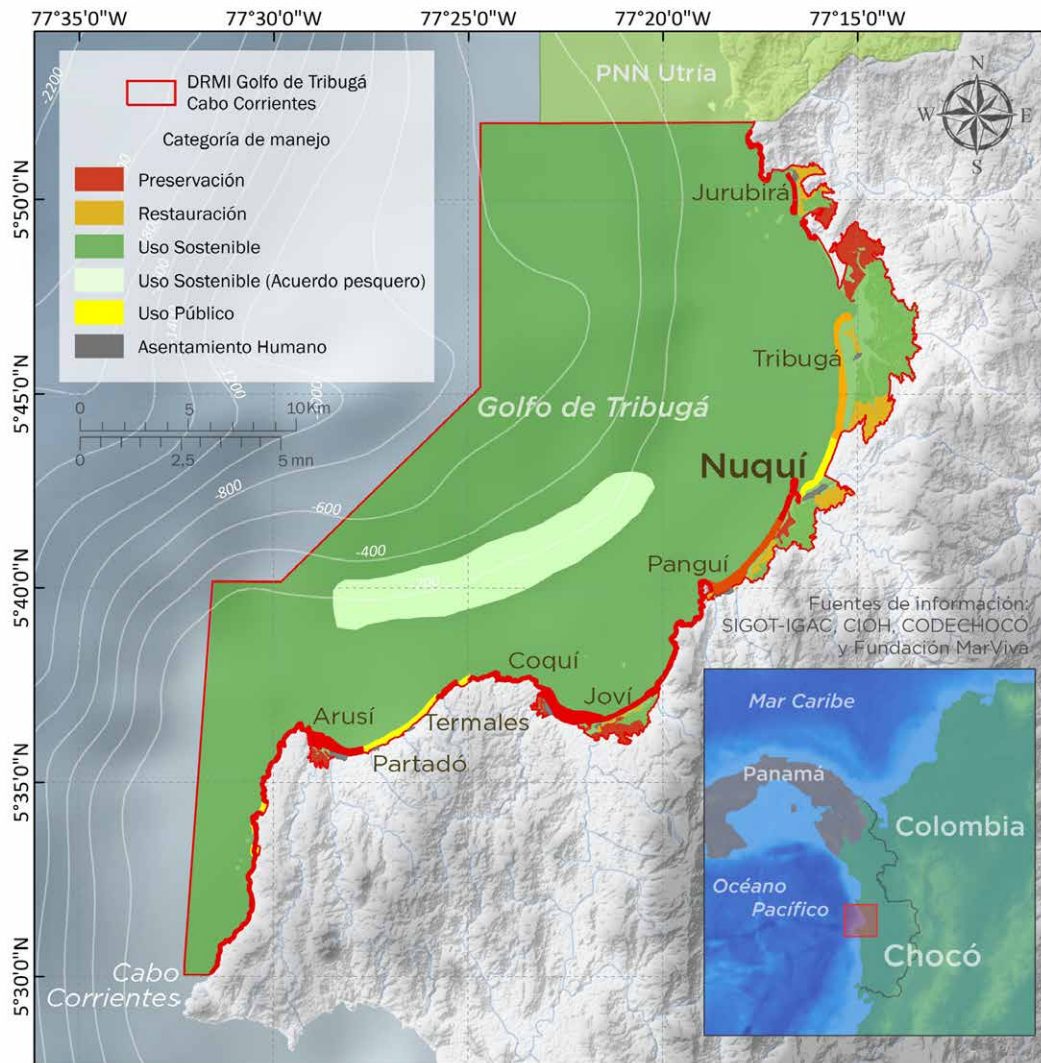 77°35'0"W
77°30'0"W
77°25'0"W
77°20'0"W
77°15'0"W
DRMI Golfo de Tribugá
Cabo Corrientes
Categoría de manejo
Preservación
Restauración
Uso Sostenible
Uso Sostenible (Acuerdo pesquero)
Uso Público
Asentamiento Humano
0 5 10Km
0 2,5 5 mn
-2200
-800
-600
-400
PNN Utría
N
W
E
S
5°50'0"N
5°45'0"N
5°40'0"N
5°35'0"N
5°30'0"N
Jurubirá
Tribugá
Golfo de Tribugá
Nuquí
Panguí
Coquí
Joví
Arusí
Termales
Partadó
Cabo
Corrientes
Fuentes de información:
SIGOT-IGAC, CIOH, CODECHOCÓ
y Fundación MarViva
Mar Caribe
Panamá
Colombia
Océano
Pacífico
Chocó